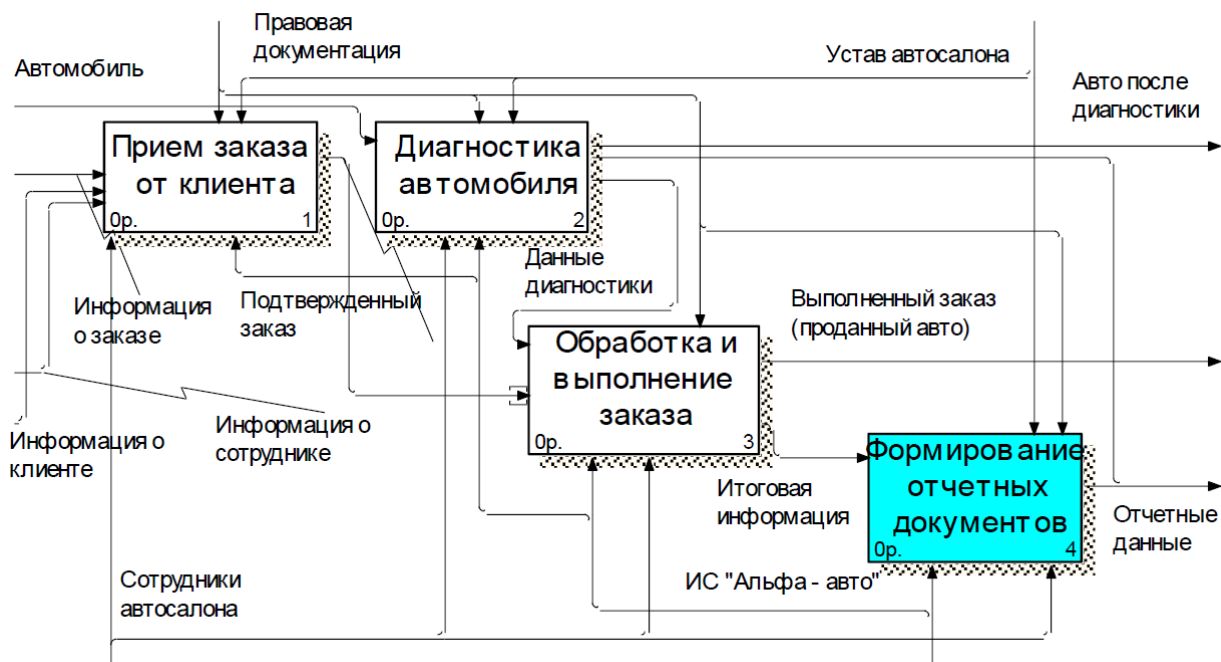 Правовая
документация
Устав автосалона
Автомобиль
Авто после
диагностики
Прием заказа
от клиента
0р.
1
Диагностика
автомобиля
0р.
2
Данные
диагностики
Информация
о заказе
Подтвержденный
заказ
Выполненный заказ
(проданный авто)
Обработка и
выполнение
заказа
0р.
3
Информация о
клиенте
Информация о
сотруднике
Формирование
отчетных
документов
0р.
4
Итоговая
информация
Отчетные
данные
Сотрудники
автосалона
ИС "Альфа - авто"